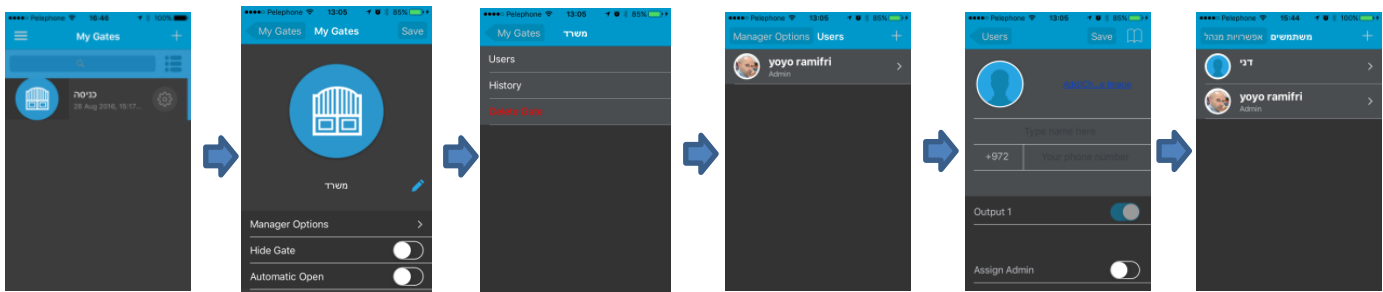 Pelephone 16:46 100%
My Gates +
כניסה
28 Aug 2016, 15:17...
Pelephone 13:05 85%
My Gates My Gates Save
משרד
Manager Options >
Hide Gate
Automatic Open
Pelephone 13:05 85%
My Gates משרד
Users
History
Delete Gate
Pelephone 13:05 85%
Manager Options Users +
yoyo ramifri >
Admin
Pelephone 13:05 85%
Users Save
Type name here
+972 Your phone number
Output 1
Assign Admin
Pelephone 15:44 100%
אפשרויות מנהל משתמשים +
דני >
yoyo ramifri >
Admin